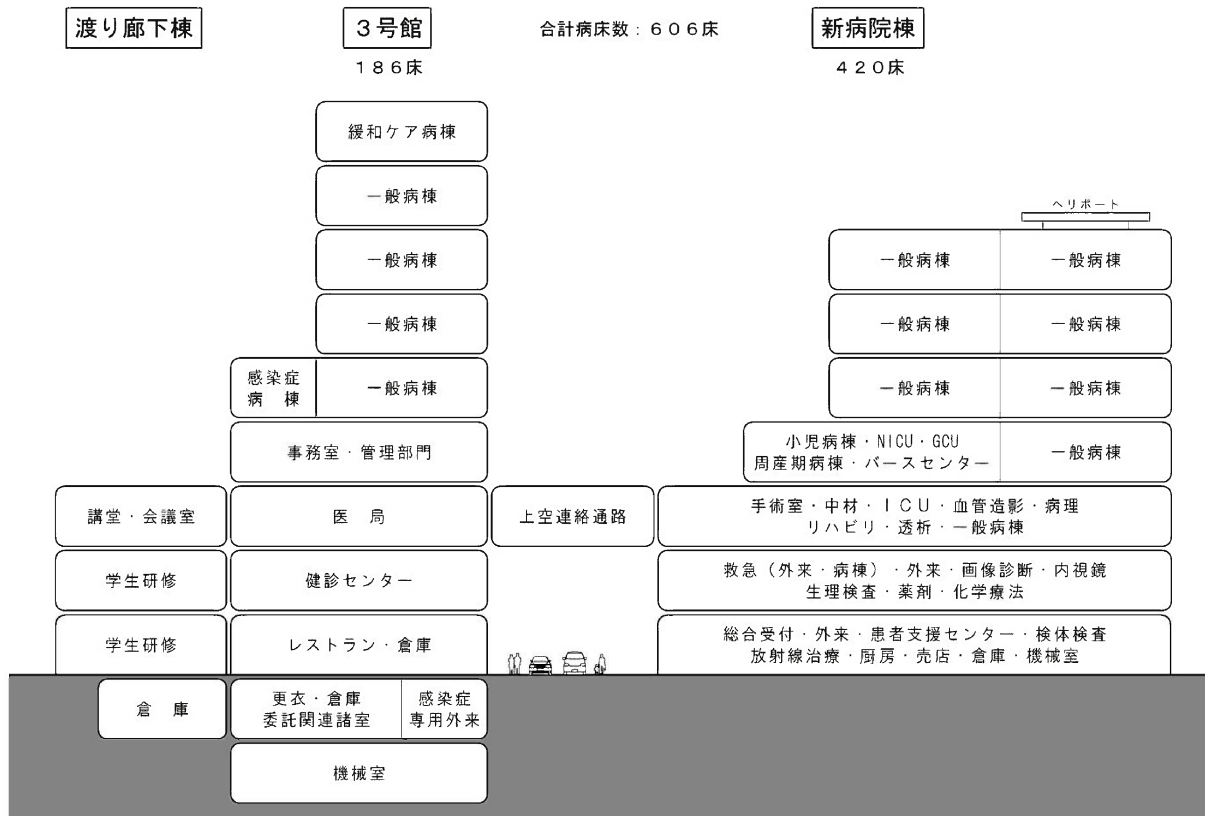 渡り廊下棟
3号館
合計病床数：606床
新病院棟
186床
420床
緩和ケア病棟
一般病棟
ヘリポート
一般病棟
一般病棟
一般病棟
一般病棟
一般病棟
一般病棟
感染症
病　棟
一般病棟
一般病棟
一般病棟
事務室・管理部門
小児病棟・NICU・GCU
周産期病棟・バースセンター
一般病棟
講堂・会議室
医　局
上空連絡通路
手術室・中材・ICU・血管造影・病理
リハビリ・透析・一般病棟
学生研修
健診センター
救急（外来・病棟）・外来・画像診断・内視鏡
生理検査・薬剤・化学療法
学生研修
レストラン・倉庫
総合受付・外来・患者支援センター・検体検査
放射線治療・厨房・売店・倉庫・機械室
倉　庫
更衣・倉庫
委託関連諸室
感染症
専用外来
機械室